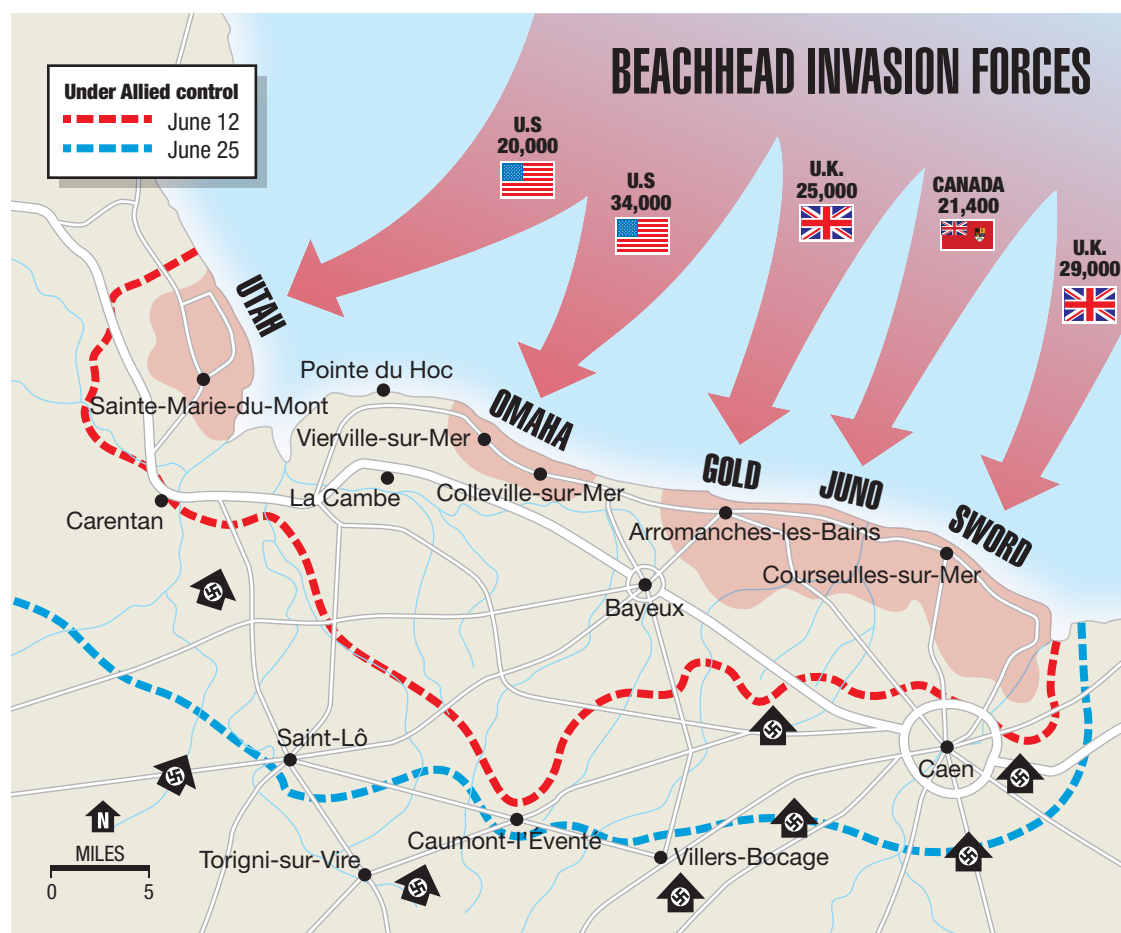 BEACHHEAD INVASION FORCES
Under Allied control
June 12
June 25
U.S
20,000
U.S
34,000
U.K.
25,000
CANADA
21,400
U.K.
29,000
UTAH
Pointe du Hoc
OMAHA
Sainte-Marie-du-Mont
Vierville-sur-Mer
GOLD
JUNO
SWORD
La Cambe
Colleville-sur-Mer
Carentan
Arromanches-les-Bains
Courseulles-sur-Mer
Bayeux
Saint-Lô
Caen
N
MILES
0 5
Caumont-l'Éventé
Torigni-sur-Vire
Villers-Bocage